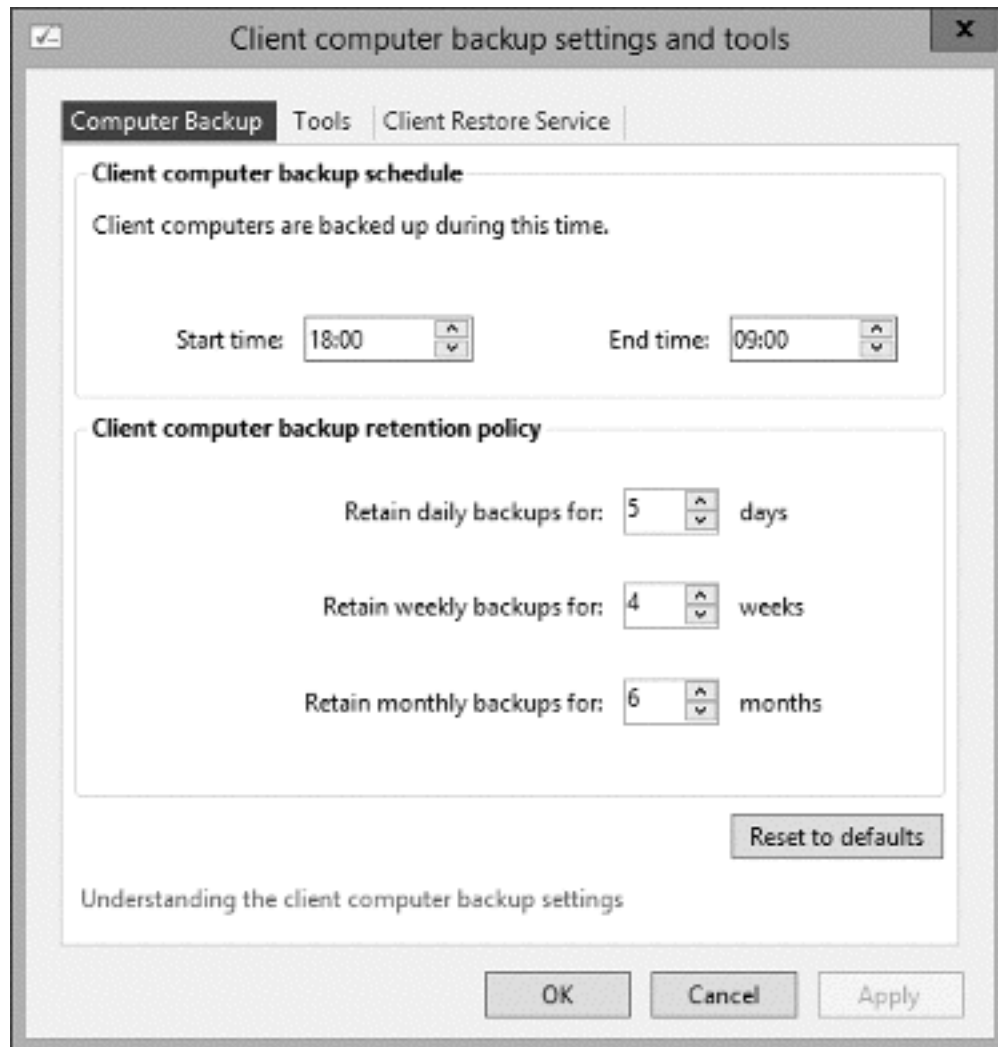 Client computer backup settings and tools
x
Computer Backup Tools Client Restore Service
Client computer backup schedule
Client computers are backed up during this time.
Start time: 18:00 End time: 09:00
Client computer backup retention policy
Retain daily backups for: 5 days
Retain weekly backups for: 4 weeks
Retain monthly backups for: 6 months
Reset to defaults
Understanding the client computer backup settings
OK Cancel Apply